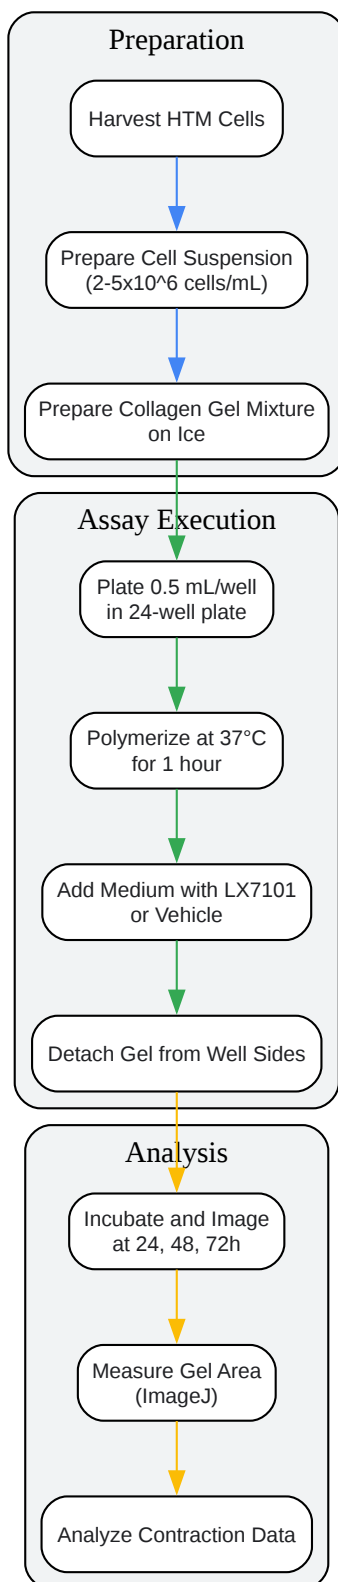 Preparation
Harvest HTM Cells
Prepare Cell Suspension
(2-5x10^6 cells/mL)
Prepare Collagen Gel Mixture
on Ice
Assay Execution
Plate 0.5 mL/well
in 24-well plate
Polymerize at 37°C
for 1 hour
Add Medium with LX7101
or Vehicle
Detach Gel from Well Sides
Analysis
Incubate and Image
at 24, 48, 72h
Measure Gel Area
(ImageJ)
Analyze Contraction Data